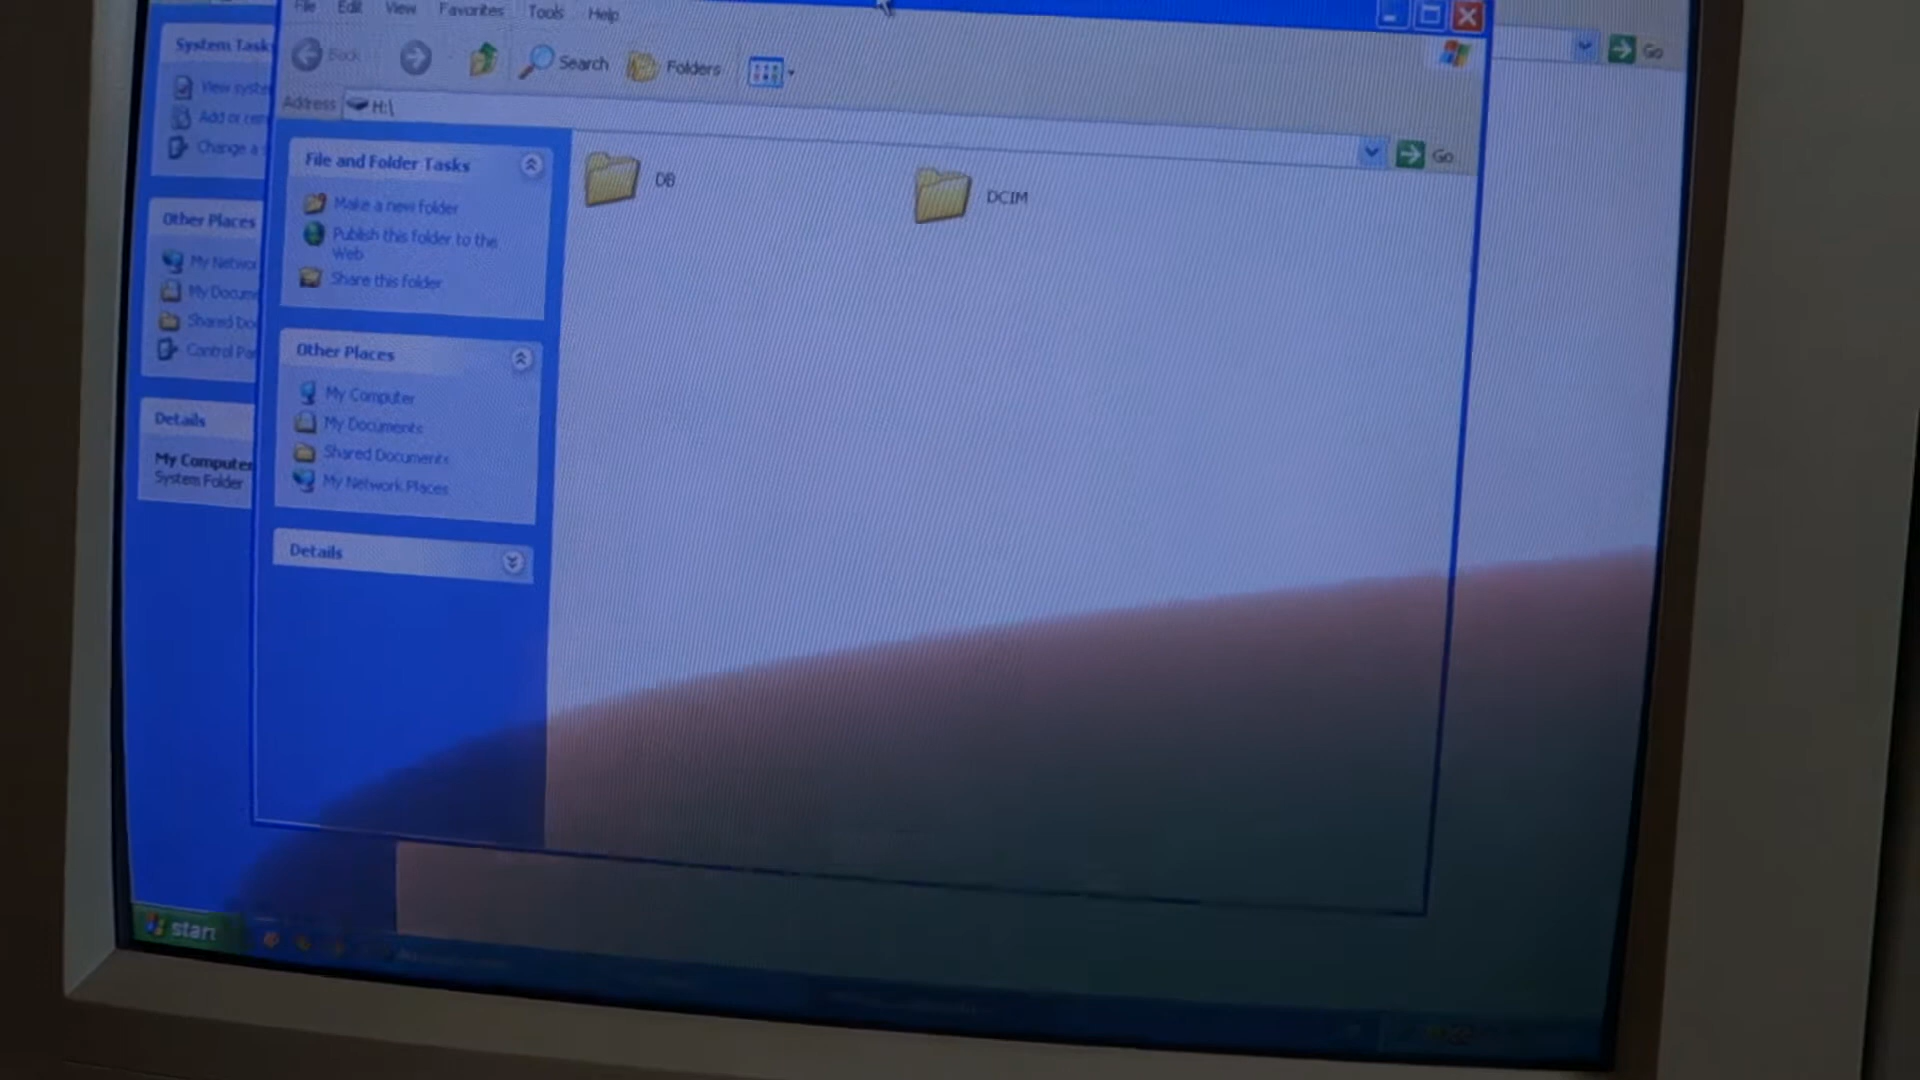 File Edit View Favorites Tools Help
Back Search Folders
Go
Address H:\
Go
System Tasks
View syste
Add or rem
Change a s
Other Places
My Networ
My Docume
Shared Do
Control Pa
Details
My Computer
System Folder
File and Folder Tasks
Make a new folder
Publish this folder to the
Web
Share this folder
Other Places
My Computer
My Documents
Shared Documents
My Network Places
Details
DB
DCIM
start